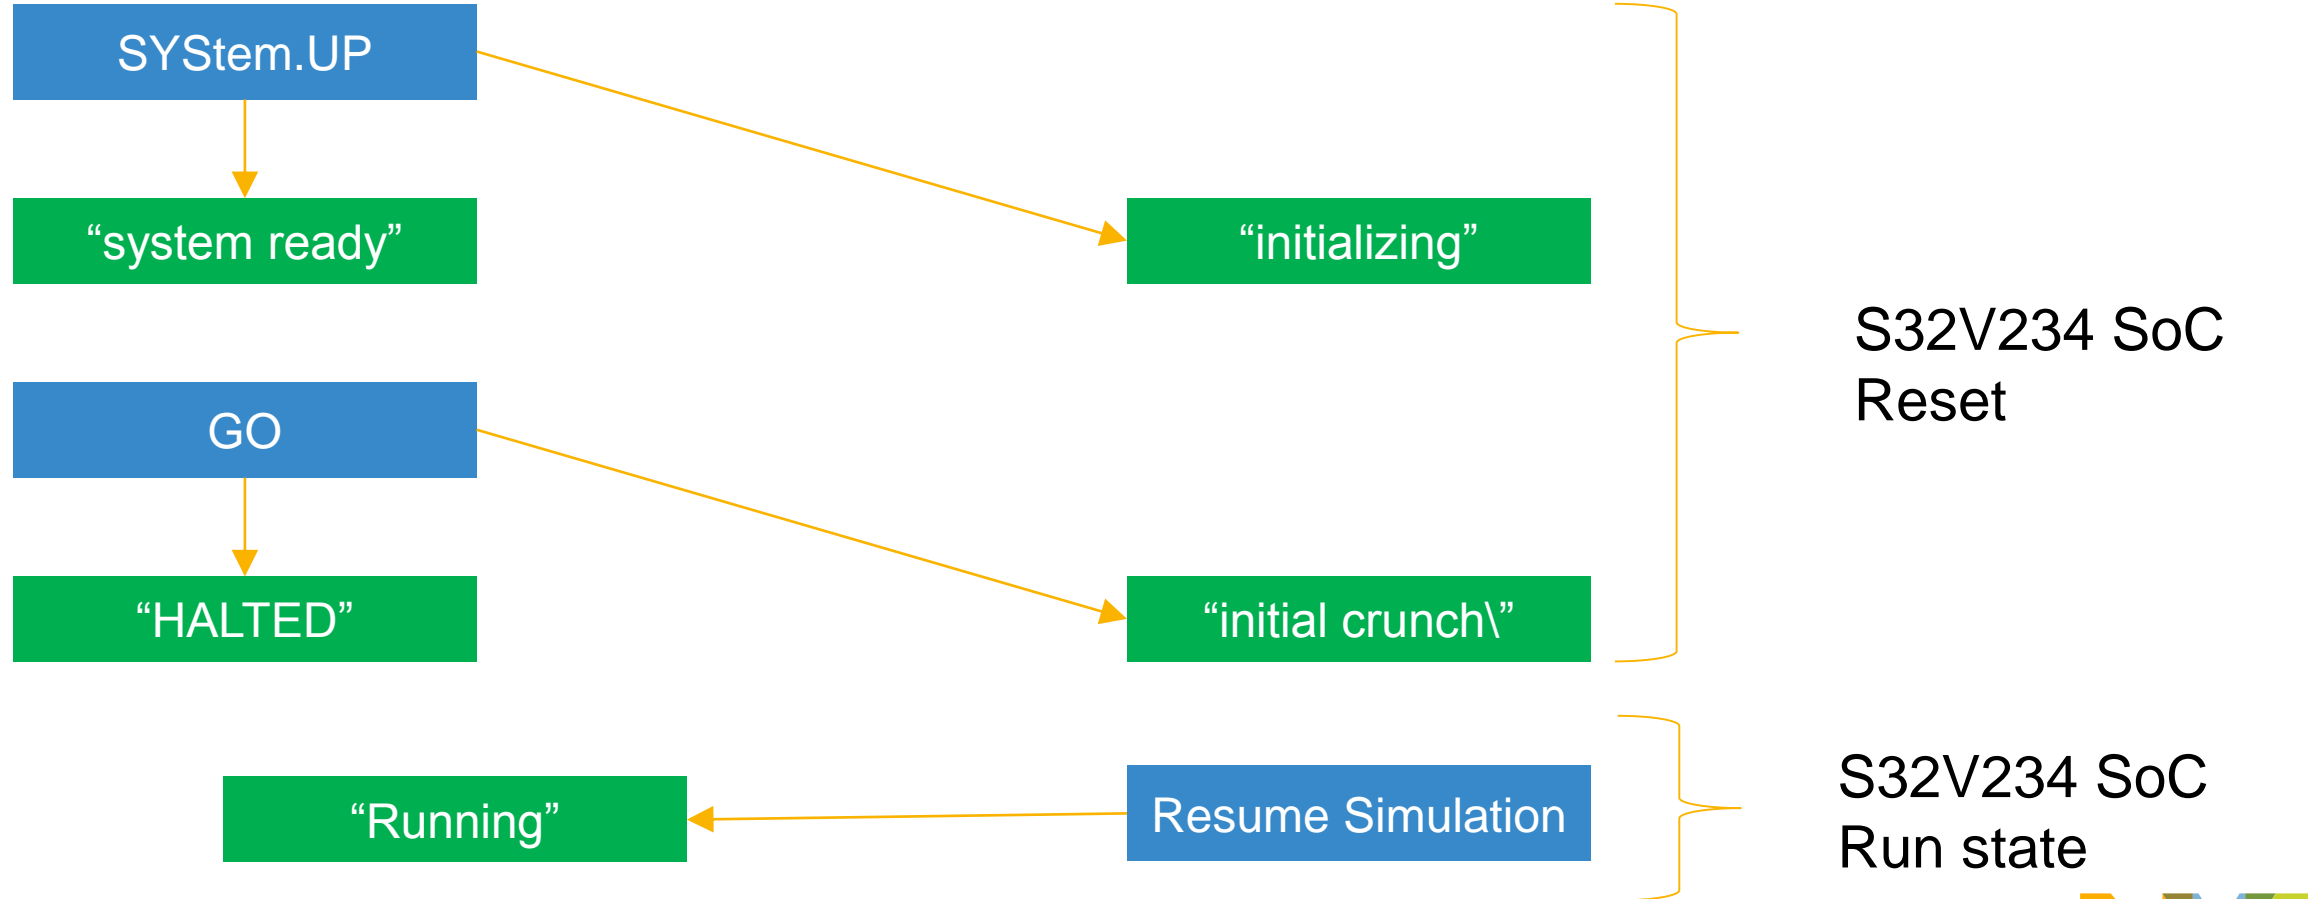 SYStem.UP
“system ready”
“initializing”
GO
“HALTED”
“initial crunch\”
S32V234 SoC
Reset
“Running”
Resume Simulation
S32V234 SoC
Run state